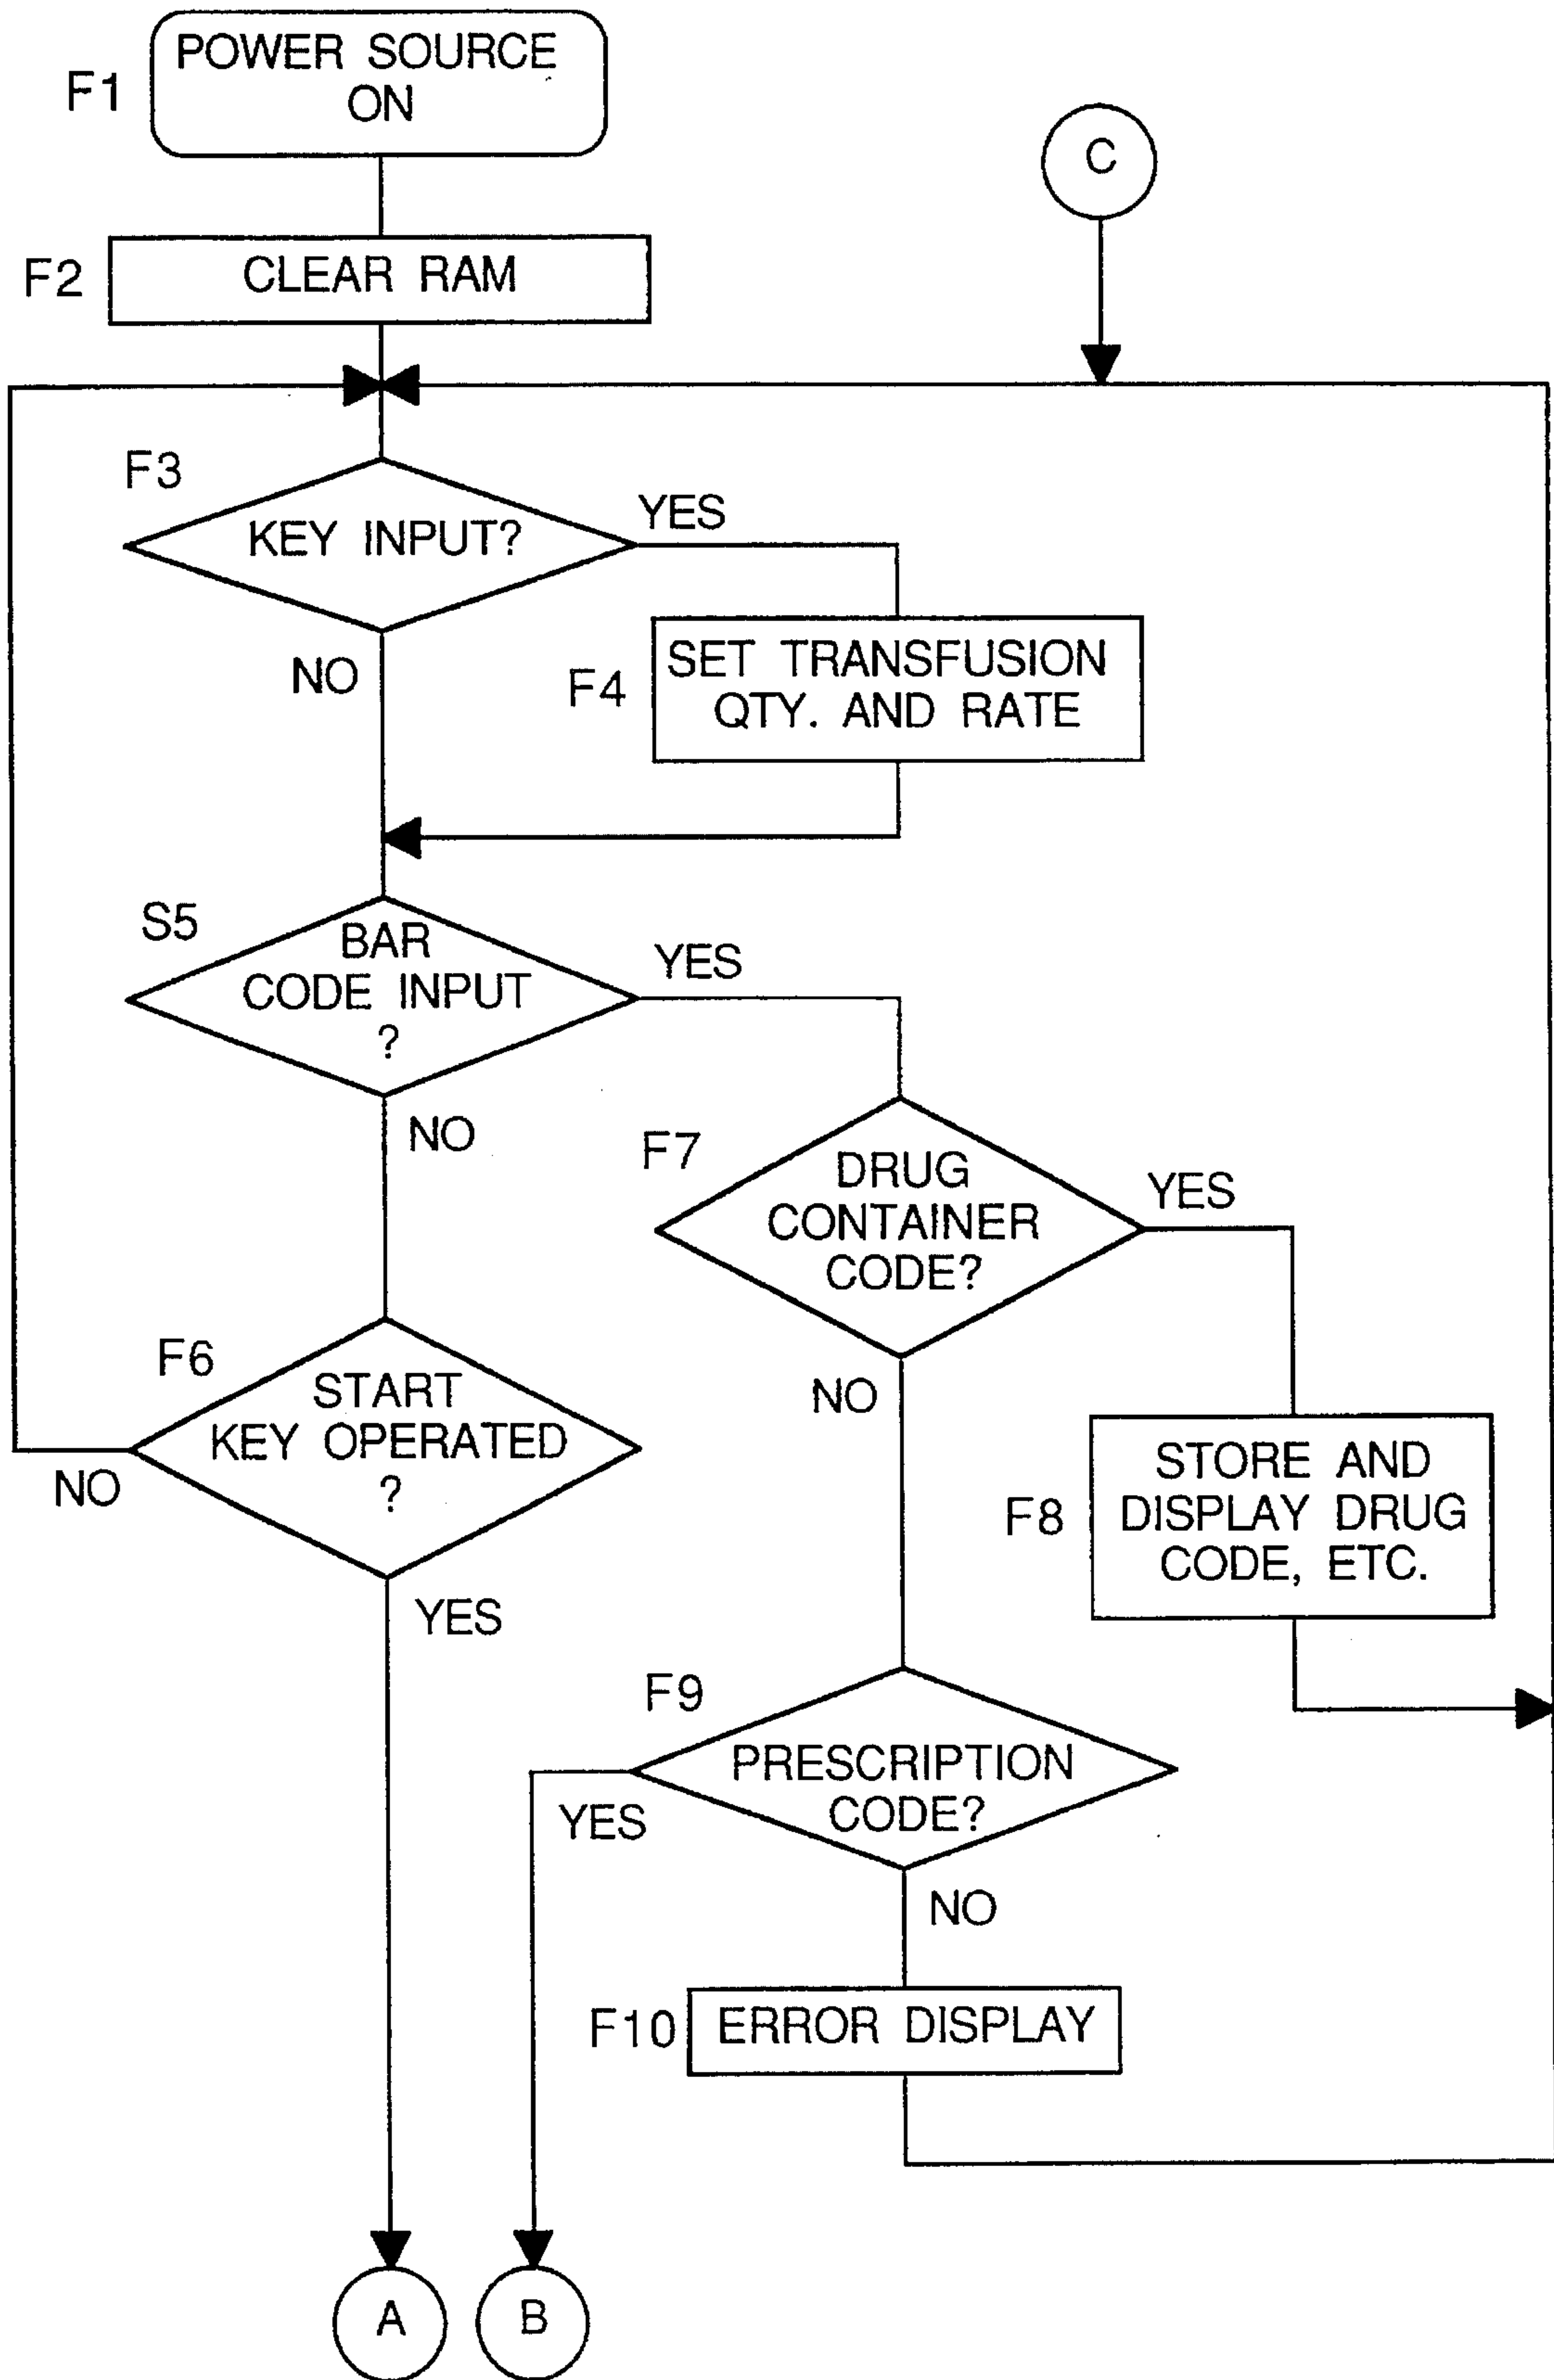 POWER SOURCE
ON
F1
C
F2
CLEAR RAM
F3
KEY INPUT?
YES
NO
F4
SET TRANSFUSION
QTY. AND RATE
S5
BAR
CODE INPUT
?
YES
NO
F7
DRUG
CONTAINER
CODE?
YES
NO
F6
START
KEY OPERATED
?
NO
YES
F8
STORE AND
DISPLAY DRUG
CODE, ETC.
F9
PRESCRIPTION
CODE?
YES
NO
F10
ERROR DISPLAY
A
B